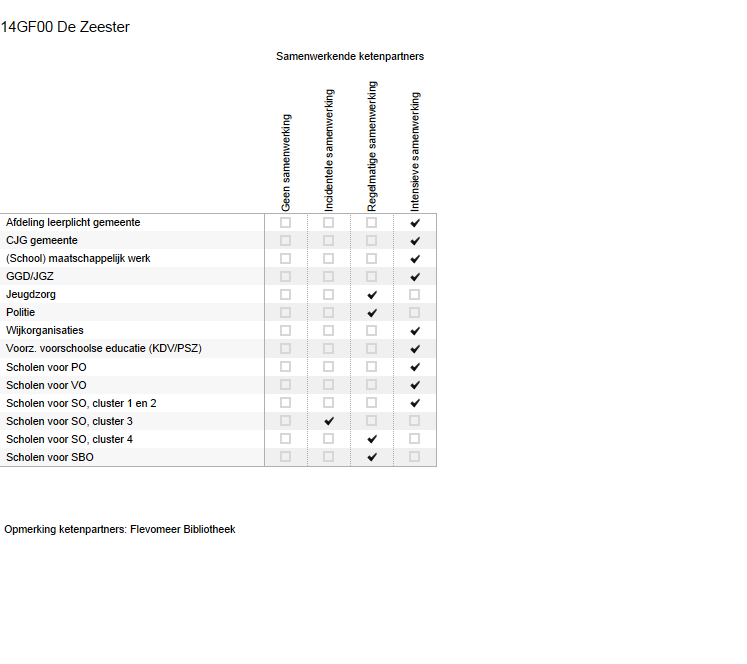 14GF00 De Zeester
Samenwerkende ketenpartners
Geen samenwerking
Incidentele samenwerking
Regelmatige samenwerking
Intensieve samenwerking
Afdeling leerplicht gemeente
CJG gemeente
(School) maatschappelijk werk
GGD/JGZ
Jeugdzorg
Politie
Wijkorganisaties
Voorz. voorschoolse educatie (KDV/PSZ)
Scholen voor PO
Scholen voor VO
Scholen voor SO, cluster 1 en 2
Scholen voor SO, cluster 3
Scholen voor SO, cluster 4
Scholen voor SBO
Opmerking ketenpartners: Flevomeer Bibliotheek